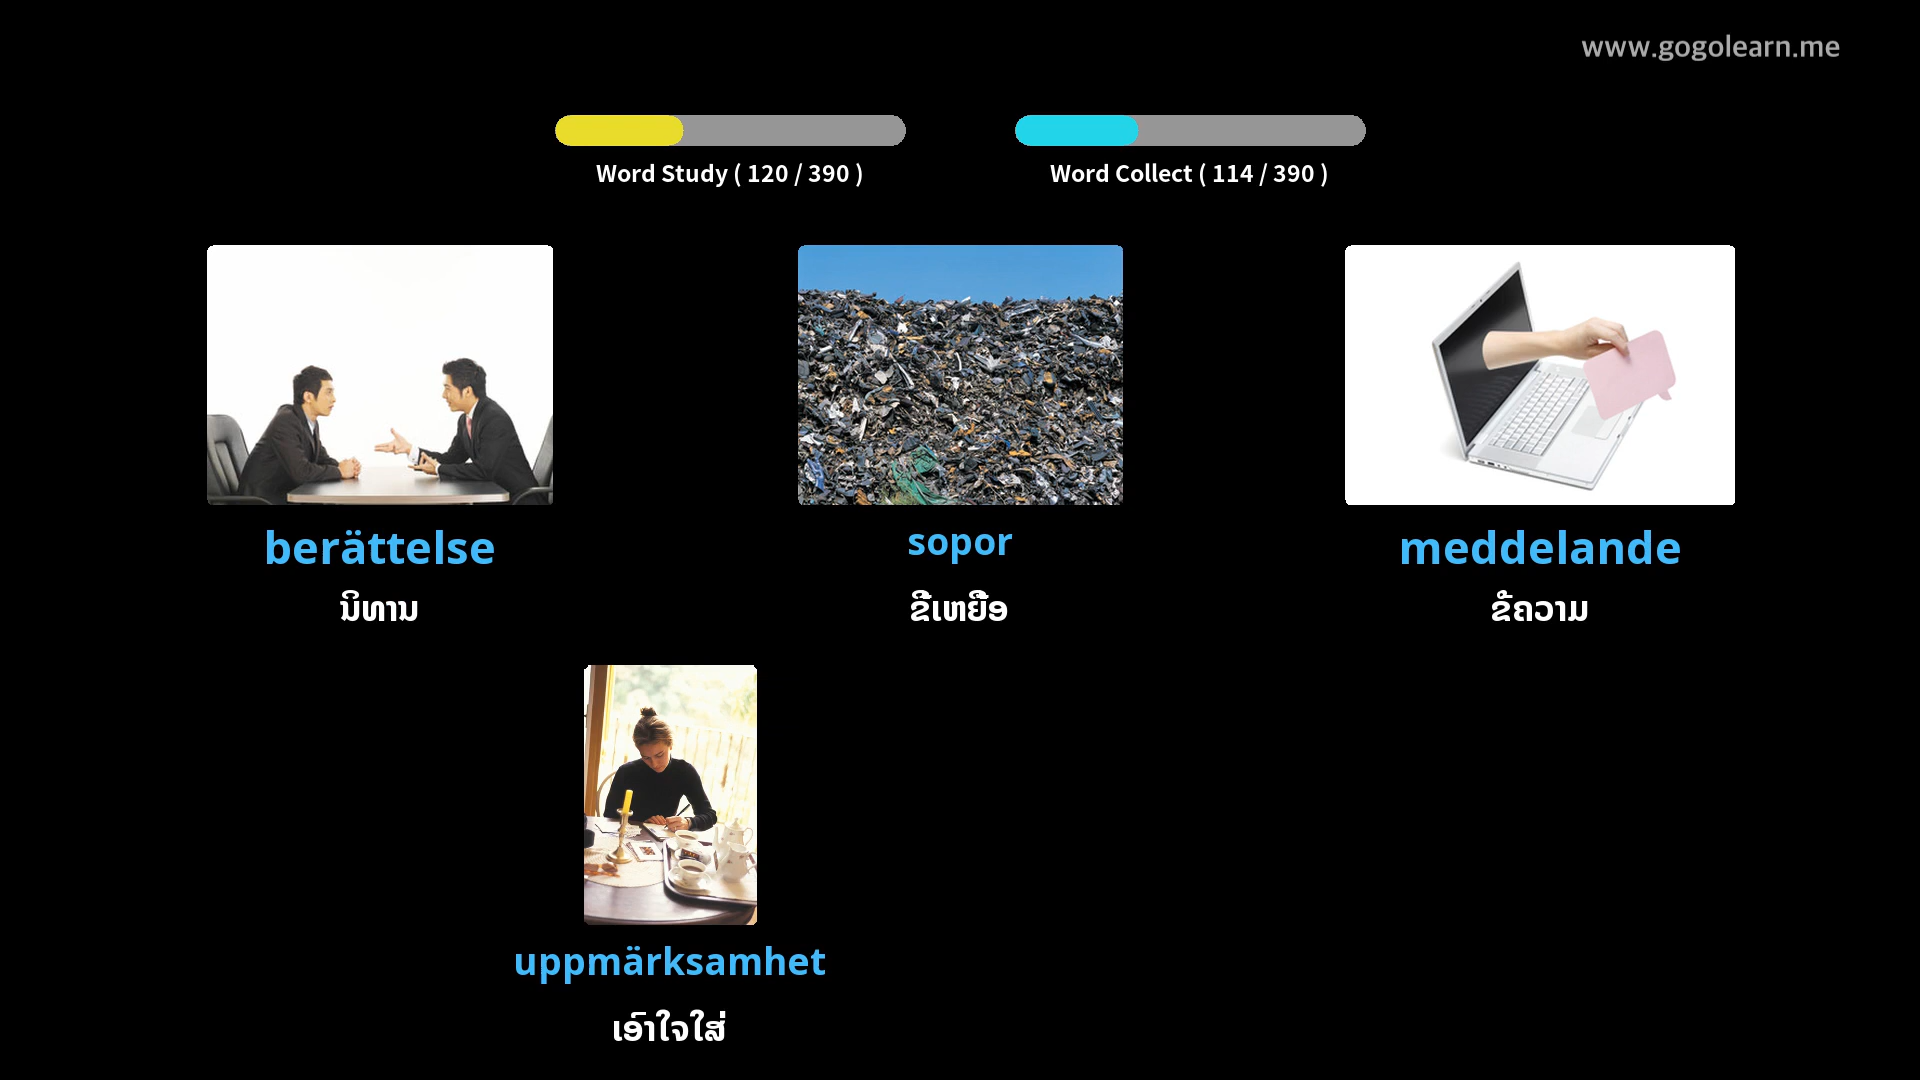 www.gogolearn.me
Word Study ( 120 / 390 )
Word Collect ( 114 / 390 )
berättelse
ນິທານ
sopor
ຂີ້ເຫຍື້ອ
meddelande
ຂໍ້ຄວາມ
uppmärksamhet
ເອົາໃຈໃສ່